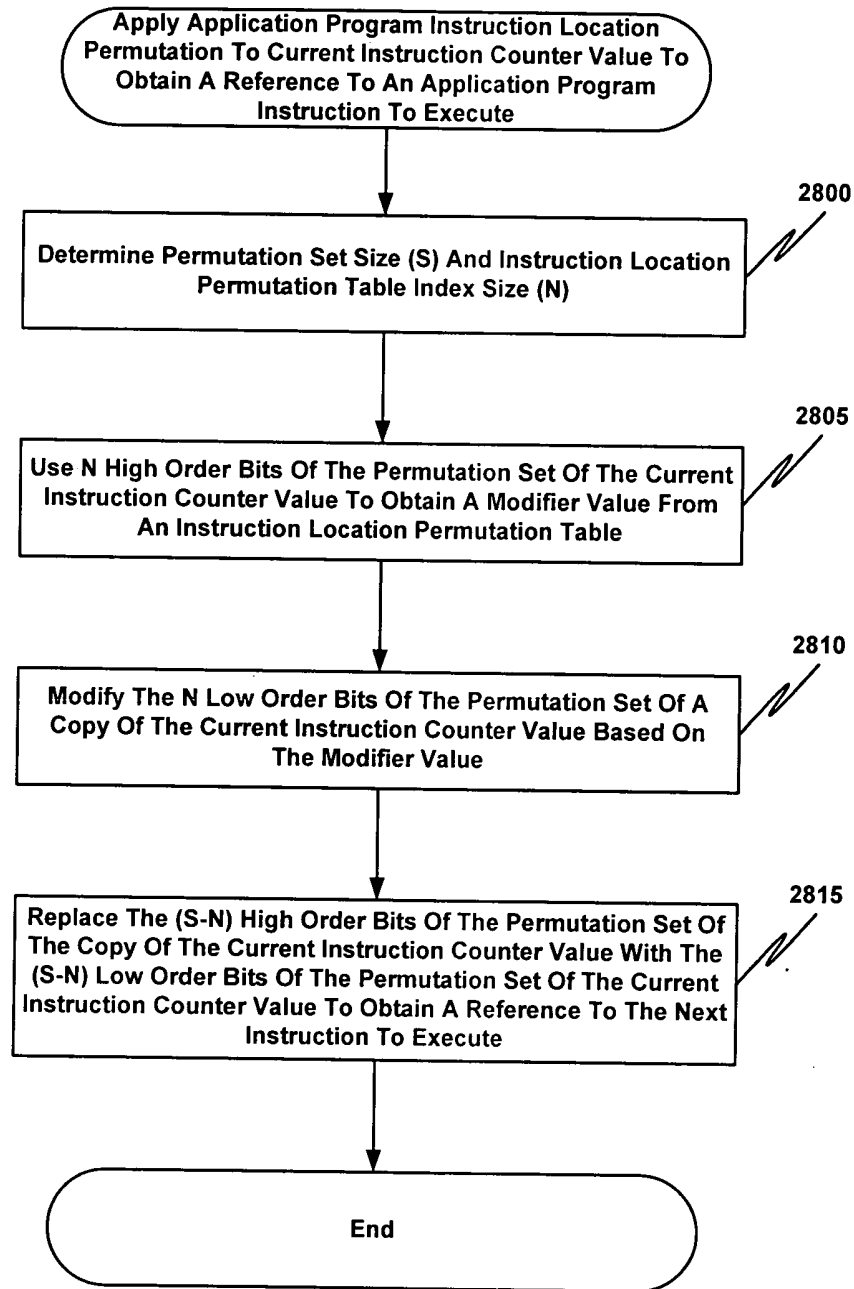 Apply Application Program Instruction Location
Permutation To Current Instruction Counter Value To
Obtain A Reference To An Application Program
Instruction To Execute
2800
Determine Permutation Set Size (S) And Instruction Location
Permutation Table Index Size (N)
2805
Use N High Order Bits Of The Permutation Set Of The Current
Instruction Counter Value To Obtain A Modifier Value From
An Instruction Location Permutation Table
2810
Modify The N Low Order Bits Of The Permutation Set Of A
Copy Of The Current Instruction Counter Value Based On
The Modifier Value
2815
Replace The (S-N) High Order Bits Of The Permutation Set Of
The Copy Of The Current Instruction Counter Value With The
(S-N) Low Order Bits Of The Permutation Set Of The Current
Instruction Counter Value To Obtain A Reference To The Next
Instruction To Execute
End